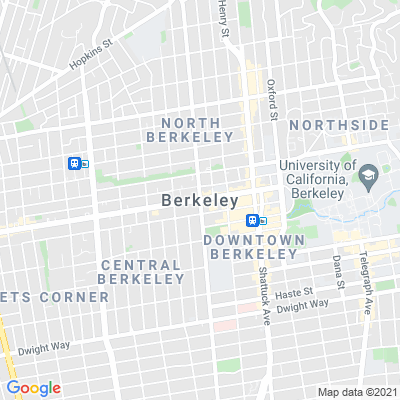 Henry St
Hopkins St
Oxford St
NORTH
BERKELEY
NORTHSIDE
University of
California,
Berkeley
Berkeley
DOWNTOWN
BERKELEY
CENTRAL
BERKELEY
ETS CORNER
Shattuck Ave
Dana St
Telegraph Ave
Haste St
Dwight Way
Dwight Way
Google
Map data ©2021